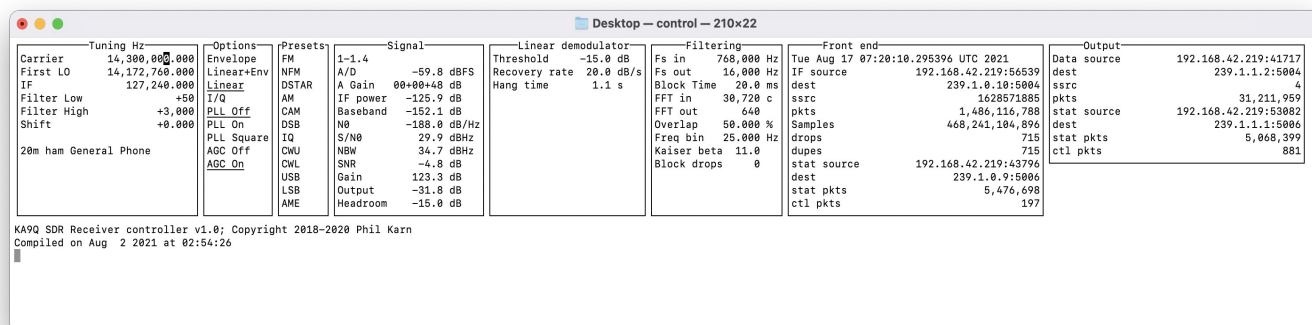 Desktop — control — 210×22
Tuning Hz
Carrier 14,300,000.000
First LO 14,172,760.000
IF 127,240.000
Filter Low +50
Filter High +3,000
Shift +0.000
20m ham General Phone
Options
Envelope
Linear+Env
Linear
I/Q
PLL Off
PLL On
PLL Square
AGC Off
AGC On
Presets
FM
NFM
DSTAR
AM
CAM
DSB
IQ
CWU
CWL
USB
LSB
AME
Signal
1-1.4
A/D -59.8 dBFS
A Gain 00+00+48 dB
IF power -125.9 dB
Baseband -152.1 dB
N0 -188.0 dB/Hz
S/N0 29.9 dBHz
NBW 34.7 dBHz
SNR -4.8 dB
Gain 123.3 dB
Output -31.8 dB
Headroom -15.0 dB
Linear demodulator
Threshold -15.0 dB
Recovery rate 20.0 dB/s
Hang time 1.1 s
Filtering
Fs in 768,000 Hz
Fs out 16,000 Hz
Block Time 20.0 ms
FFT in 30,720 c
FFT out 640
Overlap 50.000 %
Freq bin 25.000 Hz
Kaiser beta 11.0
Block drops 0
Front end
Tue Aug 17 07:20:10.295396 UTC 2021
IF source 192.168.42.219:56539
dest 239.1.0.10:5004
ssrc 1628571885
pkts 1,486,116,788
Samples 468,241,104,896
drops 715
dupes 715
stat source 192.168.42.219:43796
dest 239.1.0.9:5006
stat pkts 5,476,698
ctl pkts 197
Output
Data source 192.168.42.219:41717
dest 239.1.1.2:5004
ssrc 4
pkts 31,211,959
stat source 192.168.42.219:53082
dest 239.1.1.1:5006
stat pkts 5,068,399
ctl pkts 881
KA9Q SDR Receiver controller v1.0; Copyright 2018-2020 Phil Karn
Compiled on Aug  2 2021 at 02:54:26